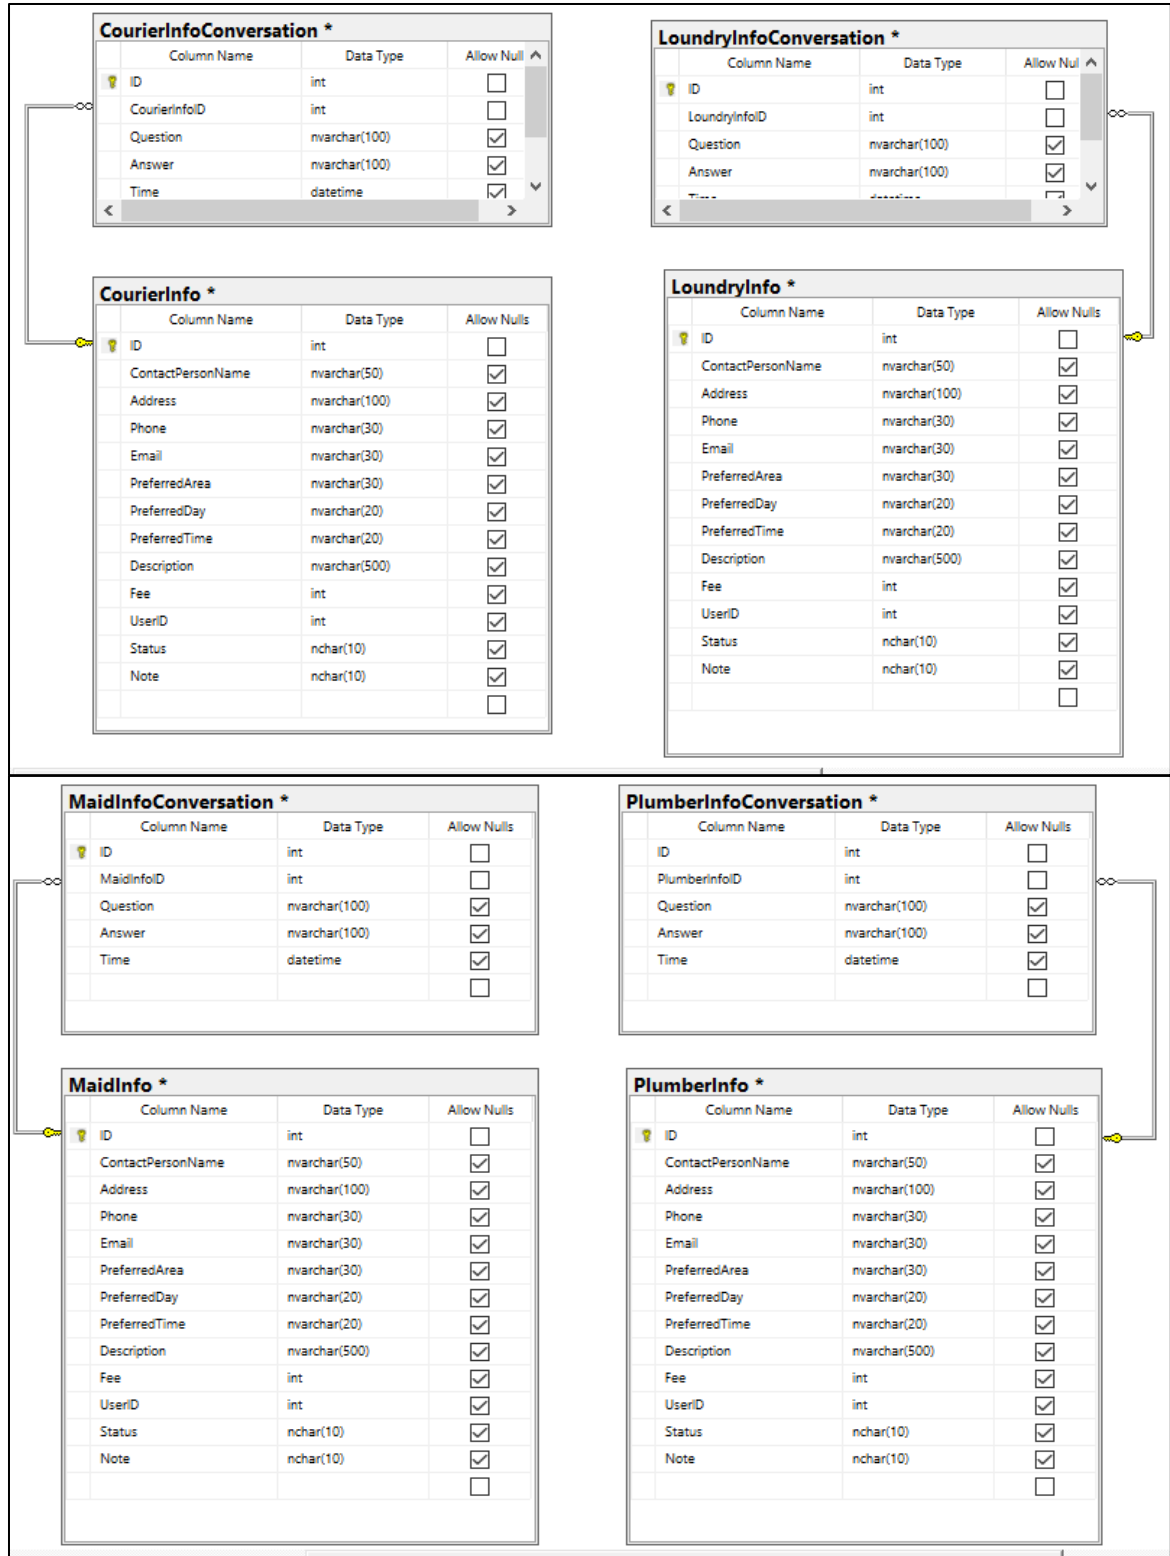 CourierInfoConversation *
Column Name Data Type Allow Null
ID int
CourierInfoID int
Question nvarchar(100)
Answer nvarchar(100)
Time datetime
LoundryInfoConversation *
Column Name Data Type Allow Nul
ID int
LoundryInfoID int
Question nvarchar(100)
Answer nvarchar(100)
Time datetime
CourierInfo *
Column Name Data Type Allow Nulls
ID int
ContactPersonName nvarchar(50)
Address nvarchar(100)
Phone nvarchar(30)
Email nvarchar(30)
PreferredArea nvarchar(30)
PreferredDay nvarchar(20)
PreferredTime nvarchar(20)
Description nvarchar(500)
Fee int
UserID int
Status nchar(10)
Note nchar(10)
LoundryInfo *
Column Name Data Type Allow Nulls
ID int
ContactPersonName nvarchar(50)
Address nvarchar(100)
Phone nvarchar(30)
Email nvarchar(30)
PreferredArea nvarchar(30)
PreferredDay nvarchar(20)
PreferredTime nvarchar(20)
Description nvarchar(500)
Fee int
UserID int
Status nchar(10)
Note nchar(10)
MaidInfoConversation *
Column Name Data Type Allow Nulls
ID int
MaidInfoID int
Question nvarchar(100)
Answer nvarchar(100)
Time datetime
PlumberInfoConversation *
Column Name Data Type Allow Nulls
ID int
PlumberInfoID int
Question nvarchar(100)
Answer nvarchar(100)
Time datetime
MaidInfo *
Column Name Data Type Allow Nulls
ID int
ContactPersonName nvarchar(50)
Address nvarchar(100)
Phone nvarchar(30)
Email nvarchar(30)
PreferredArea nvarchar(30)
PreferredDay nvarchar(20)
PreferredTime nvarchar(20)
Description nvarchar(500)
Fee int
UserID int
Status nchar(10)
Note nchar(10)
PlumberInfo *
Column Name Data Type Allow Nulls
ID int
ContactPersonName nvarchar(50)
Address nvarchar(100)
Phone nvarchar(30)
Email nvarchar(30)
PreferredArea nvarchar(30)
PreferredDay nvarchar(20)
PreferredTime nvarchar(20)
Description nvarchar(500)
Fee int
UserID int
Status nchar(10)
Note nchar(10)